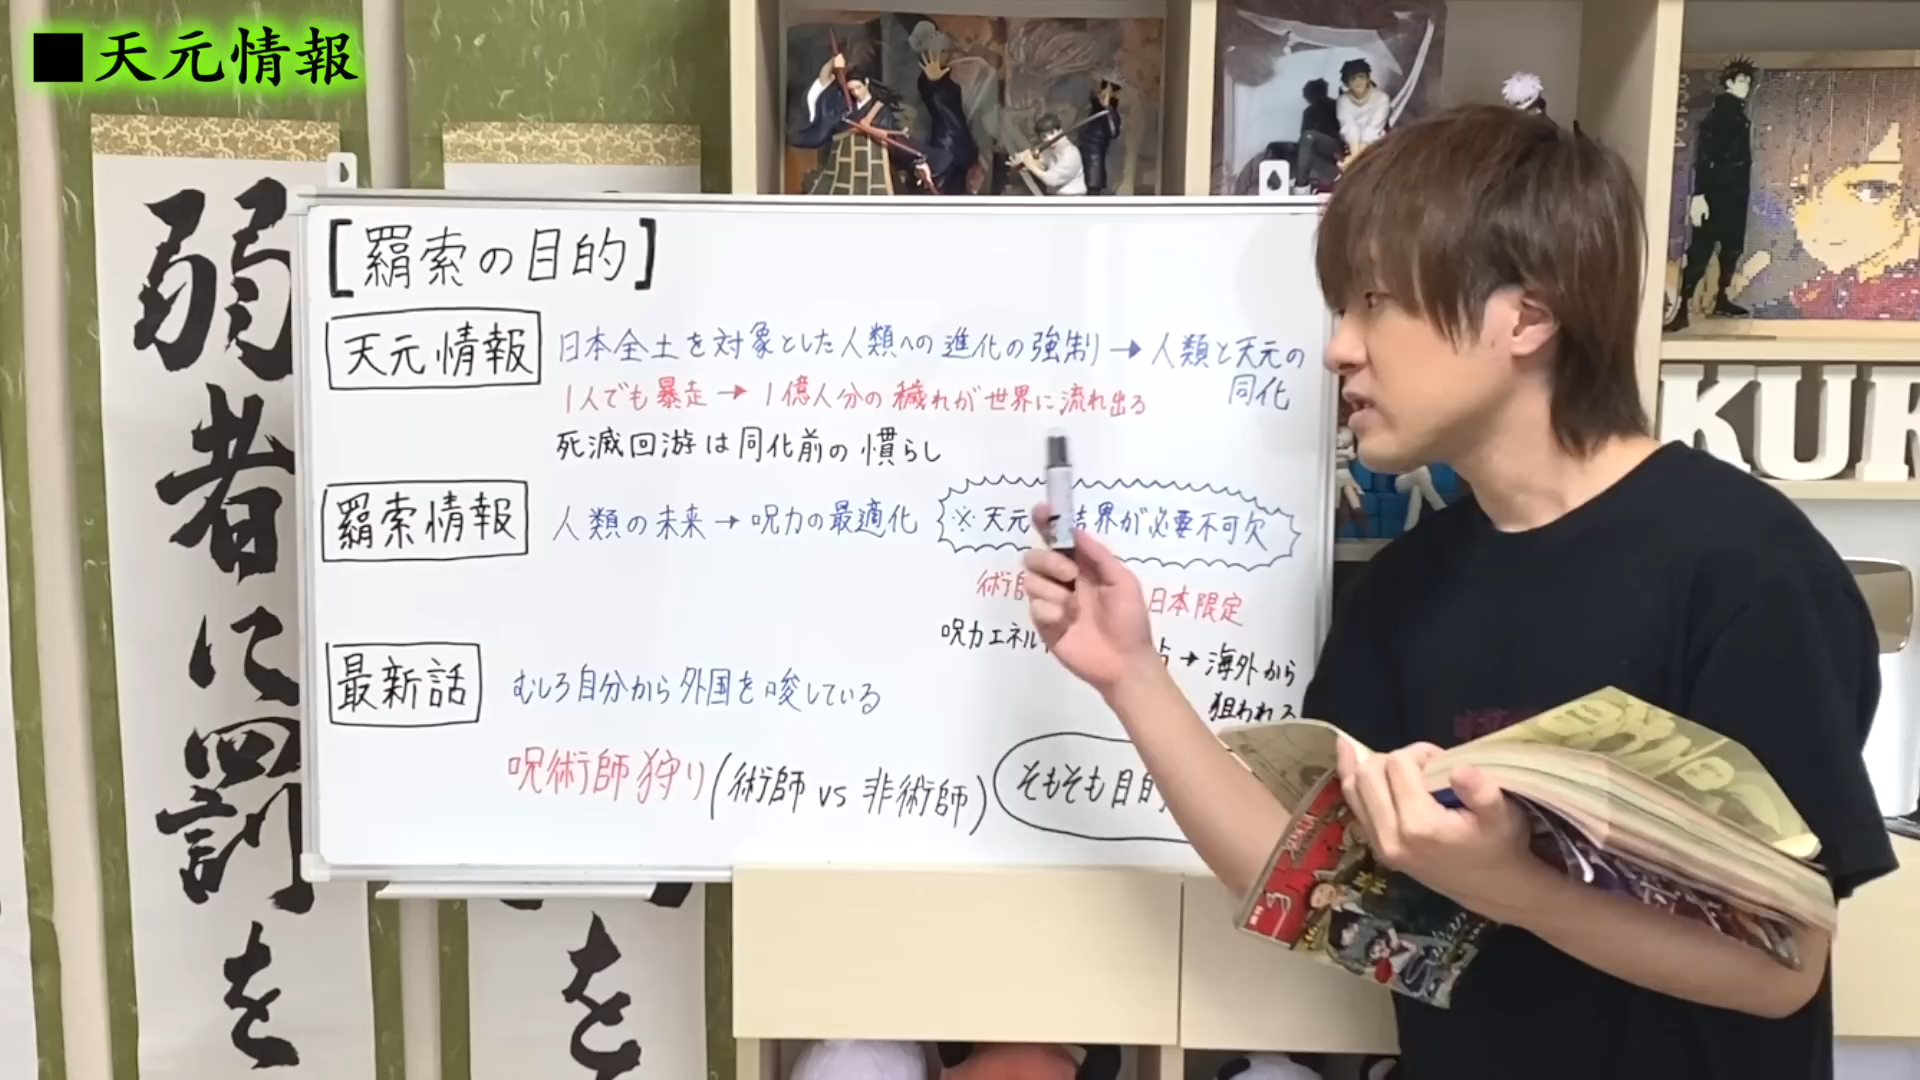 ■天元情報
[羂索の目的]
天元情報
日本全土を対象とした人類への進化の強制→人類と天元の
同化
1人でも暴走→1億人分の穢れが世界に流れ出る
死滅回游は同化前の慣らし
羂索情報
人類の未来→呪力の最適化
※天元 結界が必要不可欠
術師
日本限定
呪力エネル
→海外から
狙われる
最新話
むしろ自分から外国を唆している
呪術師狩り(術師 vs 非術師)
そもそも目的
弱者に罰を
を
KUR